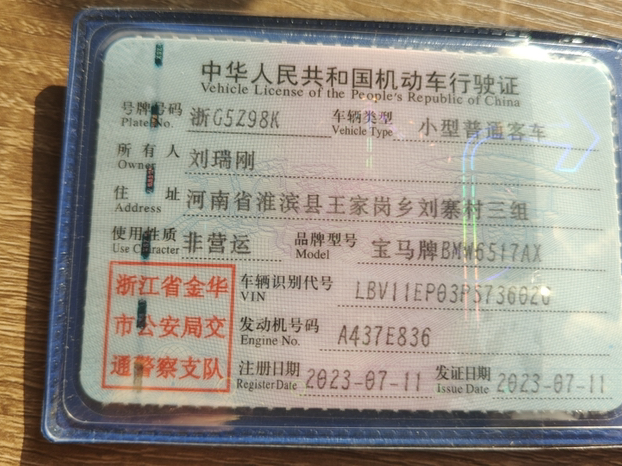 中华人民共和国机动车行驶证
Vehicle License of the People's Republic of China
号牌号码 浙G5Z98K 车辆类型 小型普通客车
Plate No. Vehicle Type
所有人 刘瑞刚
Owner
住址 河南省淮滨县王家岗乡刘寨村三组
Address
使用性质 非营运 品牌型号 宝马牌BMW6517AX
Use Character Model
浙江省金华
市公安局交
通警察支队
车辆识别代号
VIN
发动机号码 A437E836
Engine No.
注册日期 2023-07-11 发证日期 2023-07-11
Register Date Issue Date